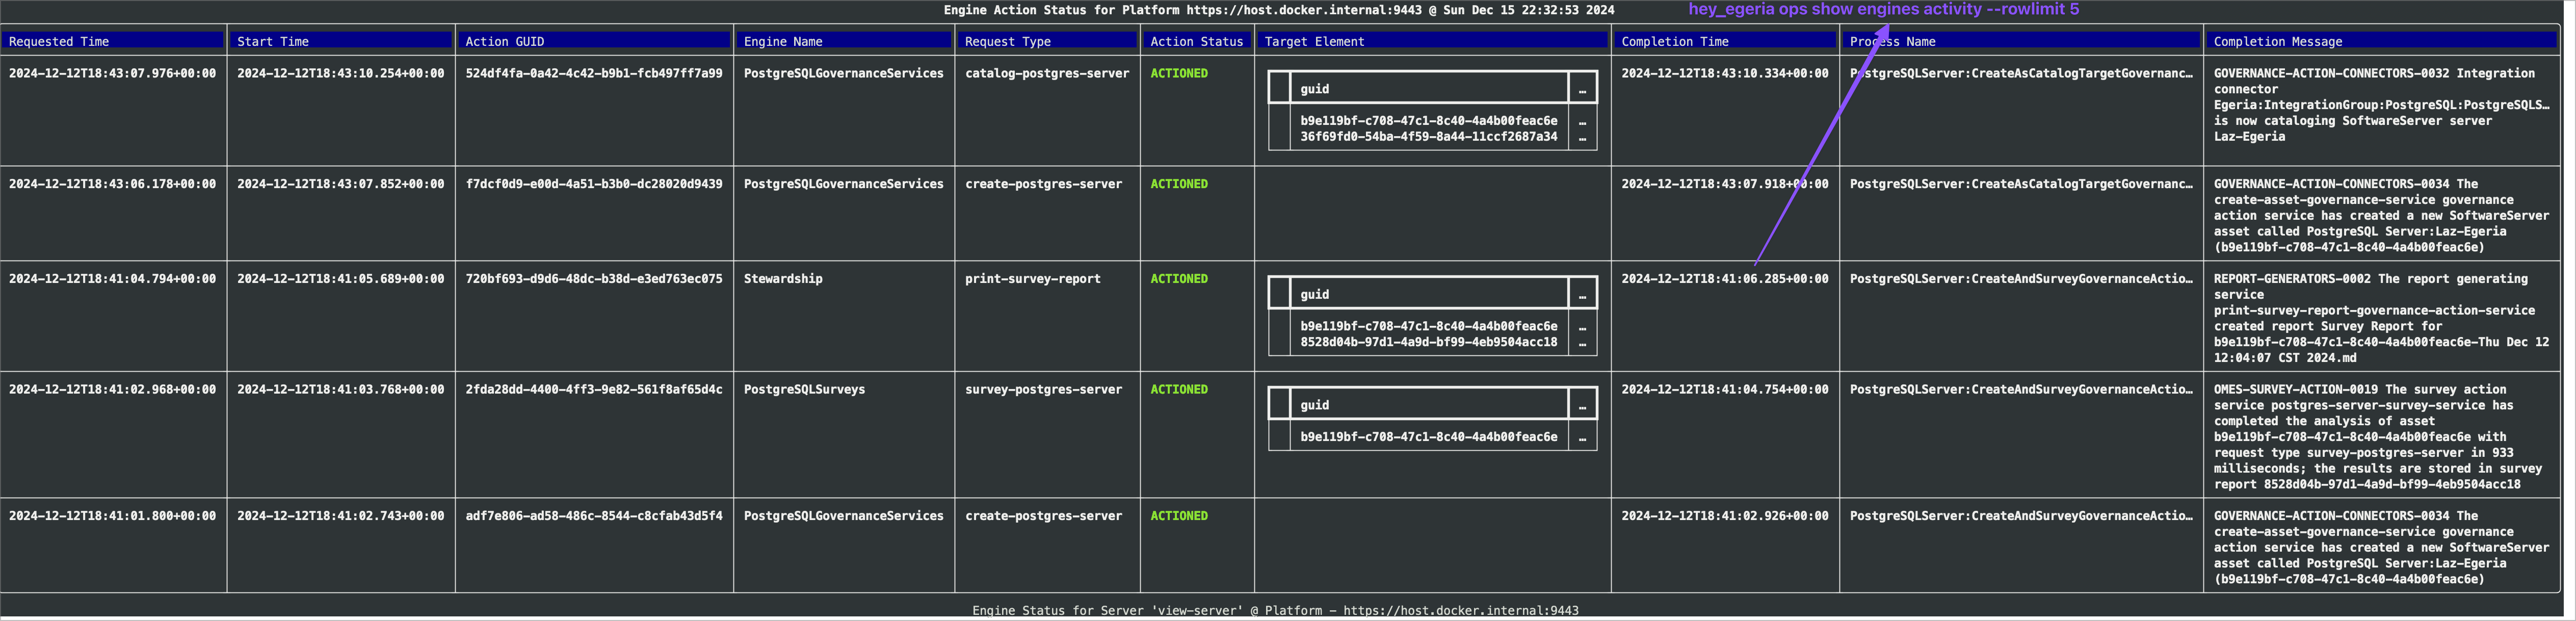 Engine Action Status for Platform https://host.docker.internal:9443 @ Sun Dec 15 22:32:53 2024
hey_egeria ops show engines activity --rowlimit 5
Requested Time Start Time Action GUID Engine Name Request Type Action Status Target Element Completion Time Process Name Completion Message
2024-12-12T18:43:07.976+00:00 2024-12-12T18:43:10.254+00:00 524df4fa-0a42-4c42-b9b1-fcb497ff7a99 PostgreSQLGovernanceServices catalog-postgres-server ACTIONED
guid …
b9e119bf-c708-47c1-8c40-4a4b00feac6e …
36f69fd0-54ba-4f59-8a44-11ccf2687a34 …
2024-12-12T18:43:10.334+00:00 PostgreSQLServer:CreateAsCatalogTargetGovernanc…
GOVERNANCE-ACTION-CONNECTORS-0032 Integration
connector
Egeria:IntegrationGroup:PostgreSQL:PostgreSQLS…
is now cataloging SoftwareServer server
Laz-Egeria
2024-12-12T18:43:06.178+00:00 2024-12-12T18:43:07.852+00:00 f7dcf0d9-e00d-4a51-b3b0-dc28020d9439 PostgreSQLGovernanceServices create-postgres-server ACTIONED
2024-12-12T18:43:07.918+00:00 PostgreSQLServer:CreateAsCatalogTargetGovernanc…
GOVERNANCE-ACTION-CONNECTORS-0034 The
create-asset-governance-service governance
action service has created a new SoftwareServer
asset called PostgreSQL Server:Laz-Egeria
(b9e119bf-c708-47c1-8c40-4a4b00feac6e)
2024-12-12T18:41:04.794+00:00 2024-12-12T18:41:05.689+00:00 720bf693-d9d6-48dc-b38d-e3ed763ec075 Stewardship print-survey-report ACTIONED
guid …
b9e119bf-c708-47c1-8c40-4a4b00feac6e …
8528d04b-97d1-4a9d-bf99-4eb9504acc18 …
2024-12-12T18:41:06.285+00:00 PostgreSQLServer:CreateAndSurveyGovernanceActio…
REPORT-GENERATORS-0002 The report generating
service
print-survey-report-governance-action-service
created report Survey Report for
b9e119bf-c708-47c1-8c40-4a4b00feac6e-Thu Dec 12
12:04:07 CST 2024.md
2024-12-12T18:41:02.968+00:00 2024-12-12T18:41:03.768+00:00 2fda28dd-4400-4ff3-9e82-561f8af65d4c PostgreSQLSurveys survey-postgres-server ACTIONED
guid …
b9e119bf-c708-47c1-8c40-4a4b00feac6e …
2024-12-12T18:41:04.754+00:00 PostgreSQLServer:CreateAndSurveyGovernanceActio…
OMES-SURVEY-ACTION-0019 The survey action
service postgres-server-survey-service has
completed the analysis of asset
b9e119bf-c708-47c1-8c40-4a4b00feac6e with
request type survey-postgres-server in 933
milliseconds; the results are stored in survey
report 8528d04b-97d1-4a9d-bf99-4eb9504acc18
2024-12-12T18:41:01.800+00:00 2024-12-12T18:41:02.743+00:00 adf7e806-ad58-486c-8544-c8cfab43d5f4 PostgreSQLGovernanceServices create-postgres-server ACTIONED
2024-12-12T18:41:02.926+00:00 PostgreSQLServer:CreateAndSurveyGovernanceActio…
GOVERNANCE-ACTION-CONNECTORS-0034 The
create-asset-governance-service governance
action service has created a new SoftwareServer
asset called PostgreSQL Server:Laz-Egeria
(b9e119bf-c708-47c1-8c40-4a4b00feac6e)
Engine Status for Server 'view-server' @ Platform - https://host.docker.internal:9443